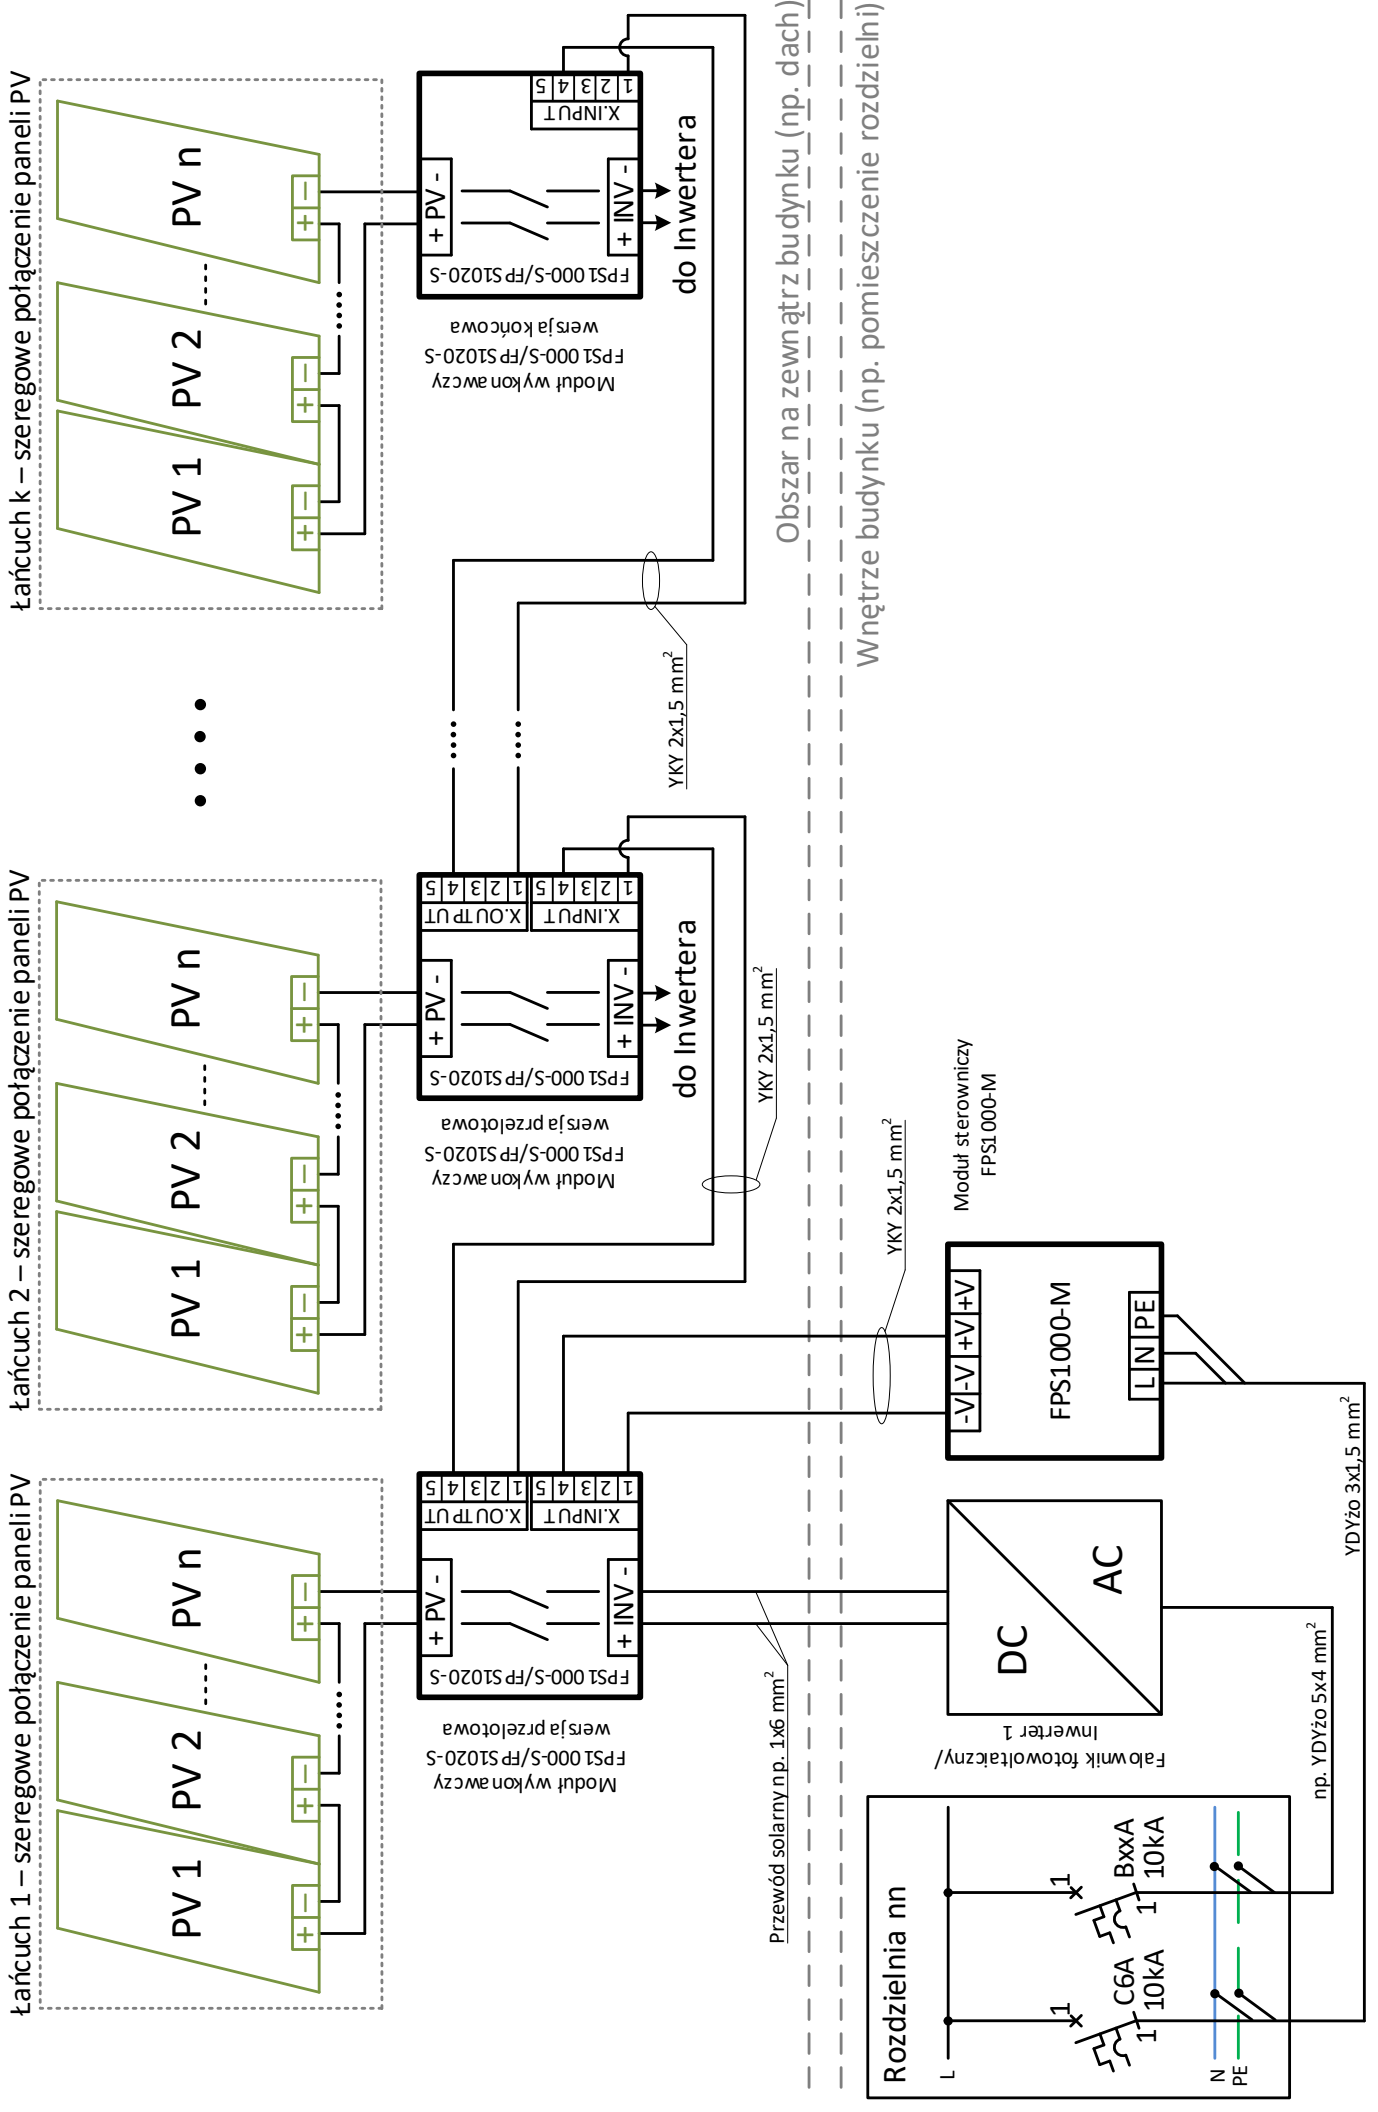 Łańcuch 1 – szeregowe połączenie paneli PV
PV 1
PV 2
PV n
+
−
+
−
+
−
Łańcuch 2 – szeregowe połączenie paneli PV
PV 1
PV 2
PV n
+
−
+
−
+
−
Łańcuch k – szeregowe połączenie paneli PV
PV 1
PV 2
PV n
+
−
+
−
+
−
Moduł wykonawczy
FPS1000-S/FPS1020-S
wersja przelotowa
FPS1000-S/FPS1020-S
+ PV -
+ INV -
X.OUTPUT
1 2 3 4 5
X.INPUT
1 2 3 4 5
Moduł wykonawczy
FPS1000-S/FPS1020-S
wersja przelotowa
FPS1000-S/FPS1020-S
+ PV -
+ INV -
X.OUTPUT
1 2 3 4 5
X.INPUT
1 2 3 4 5
do Inwertera
Moduł wykonawczy
FPS1000-S/FPS1020-S
wersja końcowa
FPS1000-S/FPS1020-S
+ PV -
+ INV -
X.INPUT
1 2 3 4 5
do Inwertera
YKY 2x1,5 mm²
YKY 2x1,5 mm²
Przewód solarny np. 1x6 mm²
Obszar na zewnątrz budynku (np. dach)
Wnętrze budynku (np. pomieszczenie rozdzielni)
YKY 2x1,5 mm²
Moduł sterowniczy
FPS1000-M
-V -V +V +V
FPS1000-M
L N PE
Falownik fotowoltaiczny/
Inwerter 1
DC
AC
Rozdzielnia nn
L
1
C6A
10kA
1
1
BxxA
10kA
1
N
PE
np. YDYżo 5x4 mm²
YDYżo 3x1,5 mm²